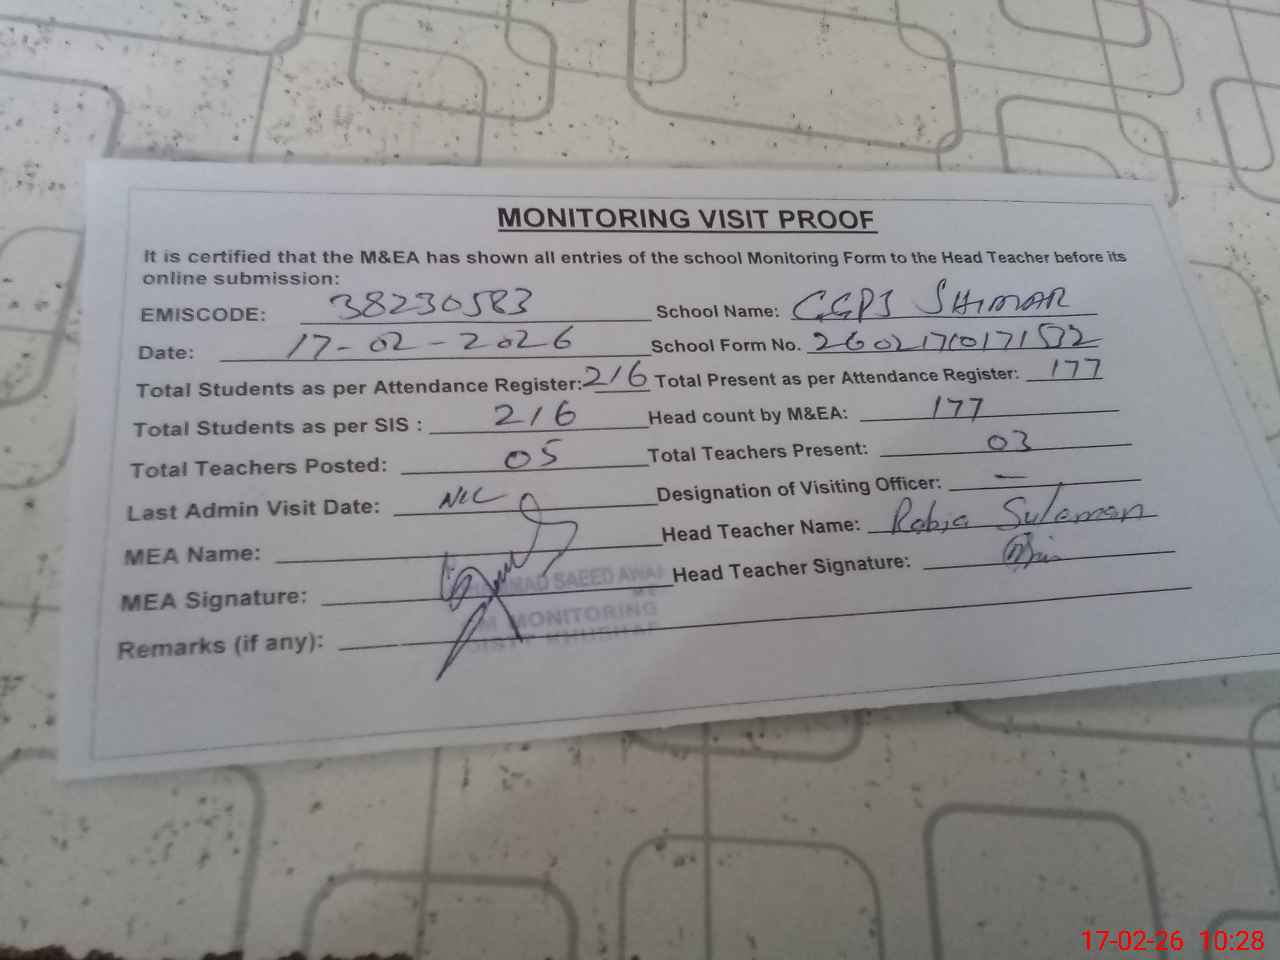 MONITORING VISIT PROOF
It is certified that the M&EA has shown all entries of the school Monitoring Form to the Head Teacher before its
online submission:
EMISCODE: 38230583 School Name: GGPS SHIMAR
Date: 17-02-2026 School Form No. 26021710171532
Total Students as per Attendance Register: 216 Total Present as per Attendance Register: 177
Total Students as per SIS : 216 Head count by M&EA: 177
Total Teachers Posted: 05 Total Teachers Present: 03
Last Admin Visit Date: NIL Designation of Visiting Officer: —
MEA Name: Head Teacher Name: Rabia Suleman
MEA Signature: SAEED AWAN Head Teacher Signature:
MONITORING
Remarks (if any):
DISTT KHUSHAB
17-02-26 10:28